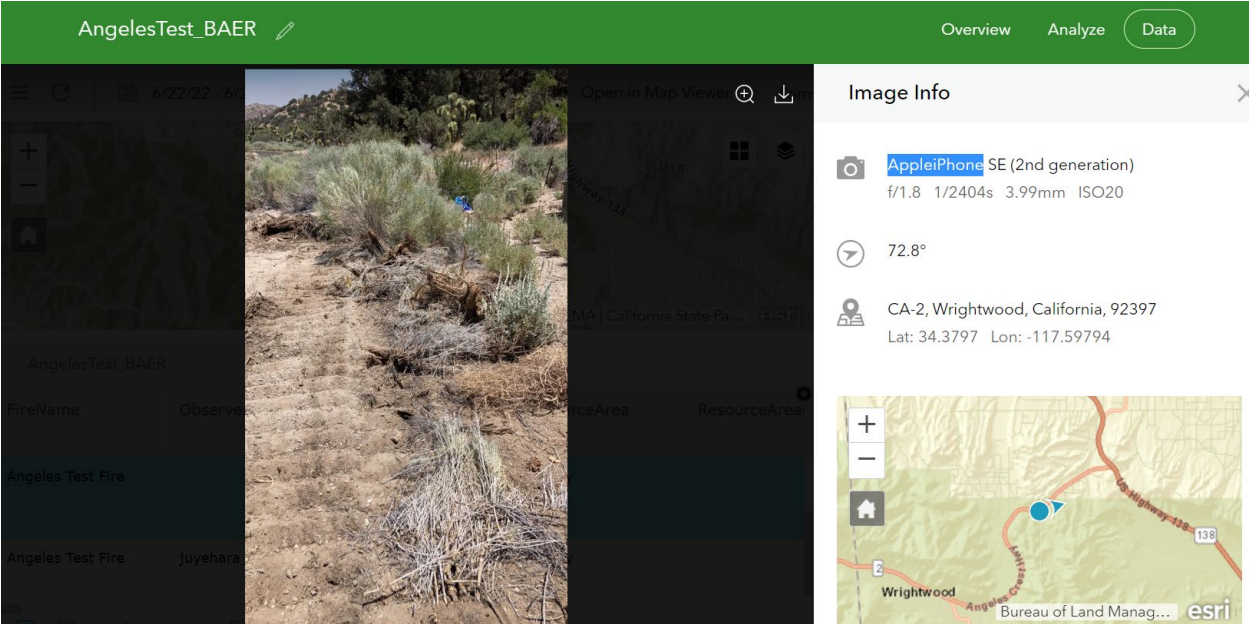 AngelesTest_BAER
Overview Analyze Data
6/22/22 - 6/2
Open in Map Viewer
Image Info
AppleiPhone SE (2nd generation)
f/1.8 1/2404s 3.99mm ISO20
72.8°
CA-2, Wrightwood, California, 92397
Lat: 34.3797 Lon: -117.59794
Highway 138
EMA | California State Pa... esri
AngelesTest_BAER
FireName Observe rceArea ResourceArea
Angeles Test Fire
Angeles Test Fire juyehara
US Highway 138
138
2
Wrightwood
Angeles Crest Hwy
Bureau of Land Manag... esri